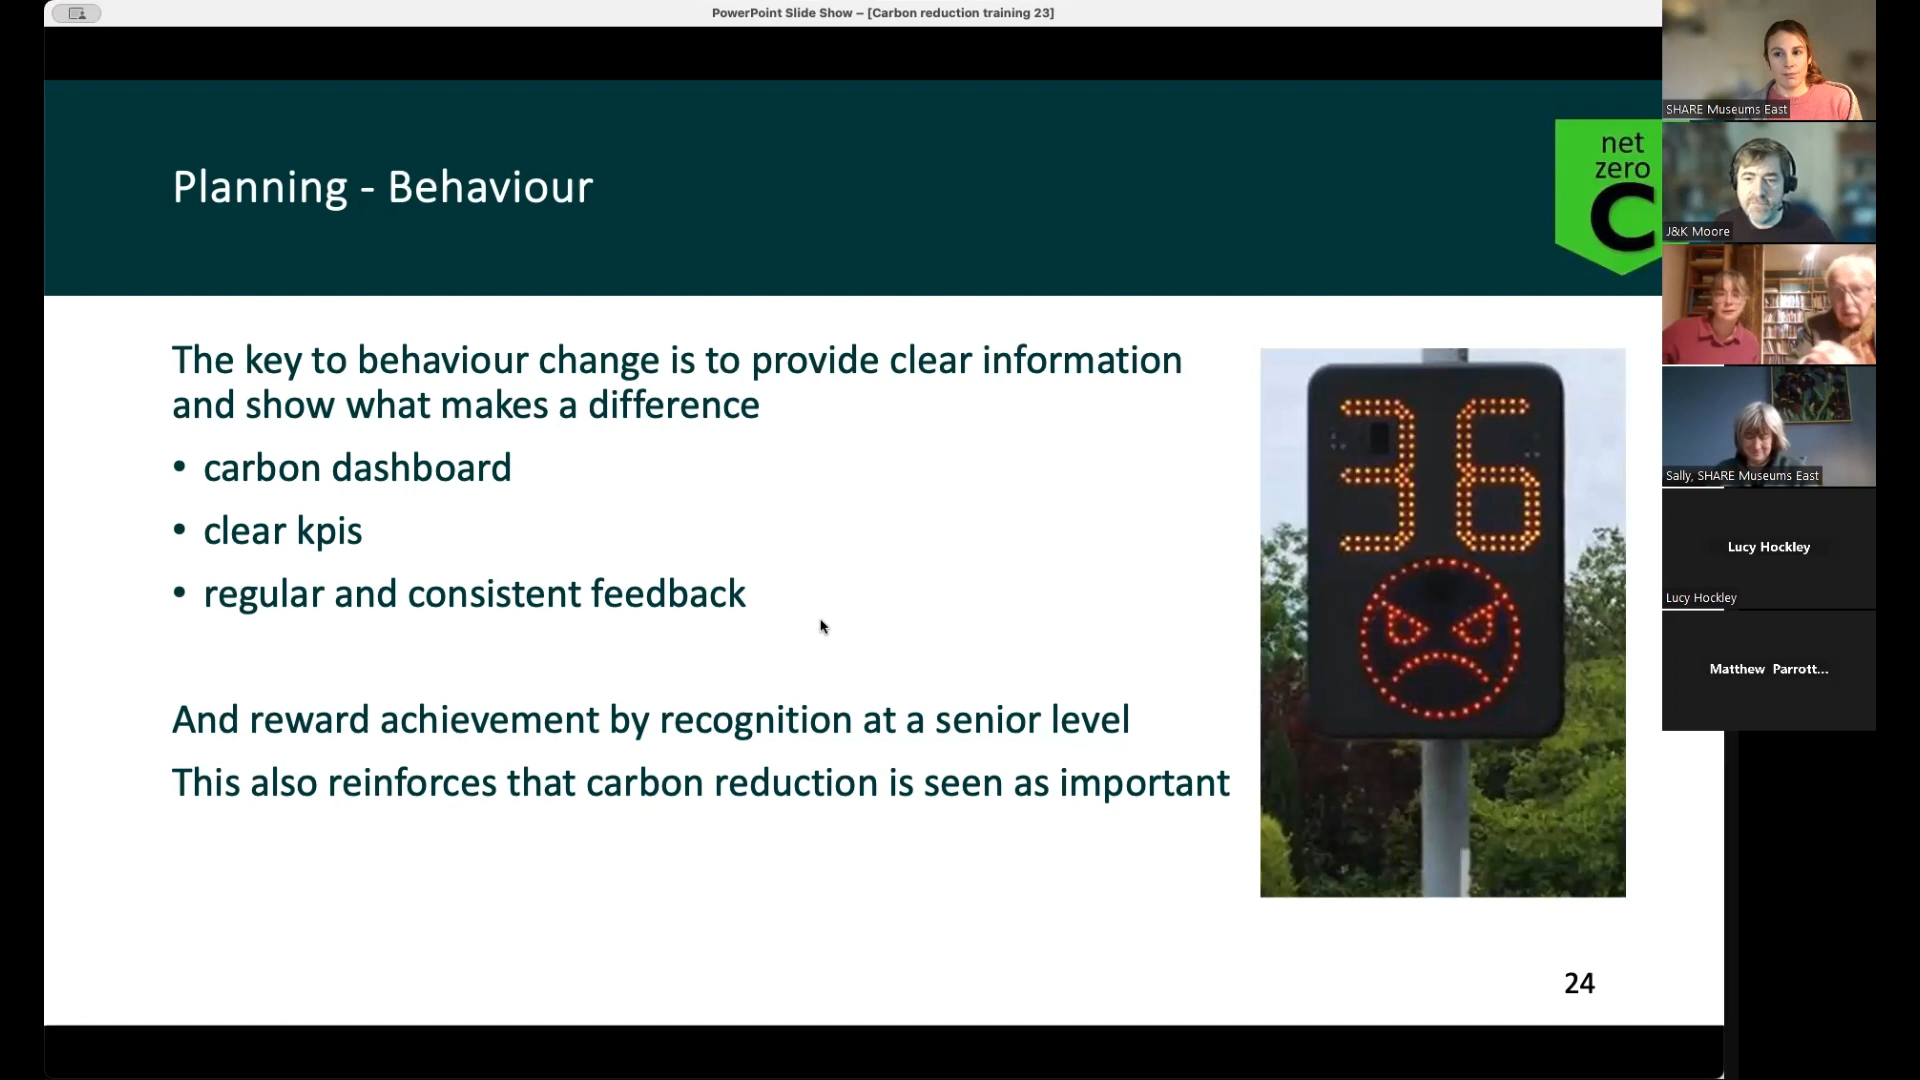 PowerPoint Slide Show – [Carbon reduction training 23]
Planning - Behaviour
net
zero
C
The key to behaviour change is to provide clear information
and show what makes a difference
• carbon dashboard
• clear kpis
• regular and consistent feedback
And reward achievement by recognition at a senior level
This also reinforces that carbon reduction is seen as important
36
24
SHARE Museums East
J&K Moore
Sally, SHARE Museums East
Lucy Hockley
Lucy Hockley
Matthew Parrott...